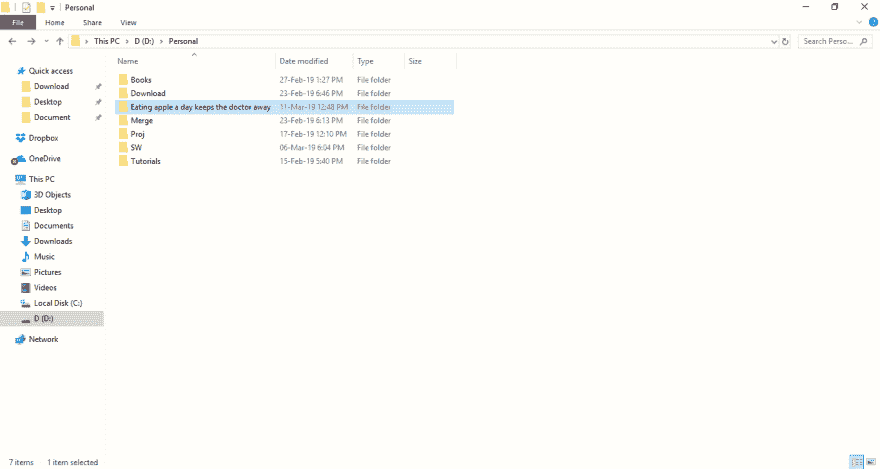 Personal
File Home Share View
This PC > D (D:) > Personal
Search Perso...
Name Date modified Type Size
Quick access
Download
Desktop
Document
Dropbox
OneDrive
This PC
3D Objects
Desktop
Documents
Downloads
Music
Pictures
Videos
Local Disk (C:)
D (D:)
Network
Books 27-Feb-19 1:27 PM File folder
Download 23-Feb-19 6:46 PM File folder
Eating apple a day keeps the doctor away 11-Mar-19 12:48 PM File folder
Merge 23-Feb-19 6:13 PM File folder
Proj 17-Feb-19 12:10 PM File folder
SW 06-Mar-19 6:04 PM File folder
Tutorials 15-Feb-19 5:40 PM File folder
7 items 1 item selected